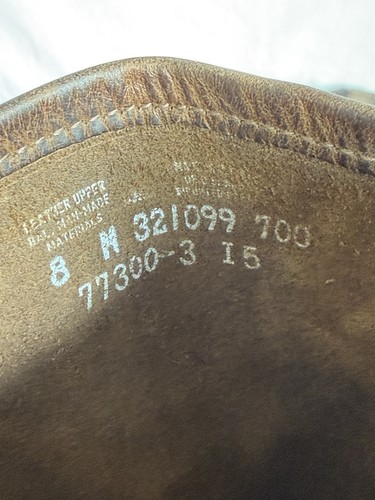 LEATHER UPPER
BAL. MAN-MADE
MATERIALS
8 M 321099 700
77300-3 I5